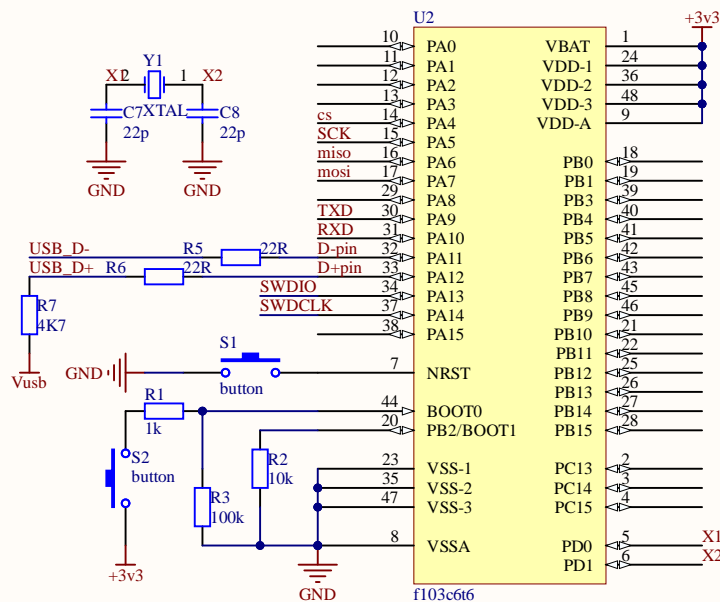 U2
+3v3
10 PA0 VBAT 1
11 PA1 VDD-1 24
12 PA2 VDD-2 36
13 PA3 VDD-3 48
cs 14 PA4 VDD-A 9
SCK 15 PA5
miso 16 PA6 PB0 18
mosi 17 PA7 PB1 19
29 PA8 PB3 39
TXD 30 PA9 PB4 40
RXD 31 PA10 PB5 41
USB_D- R5 22R D-pin 32 PA11 PB6 42
USB_D+ R6 22R D+pin 33 PA12 PB7 43
SWDIO 34 PA13 PB8 45
SWDCLK 37 PA14 PB9 46
38 PA15 PB10 21
PB11 22
7 NRST PB12 25
PB13 26
44 BOOT0 PB14 27
20 PB2/BOOT1 PB15 28
23 VSS-1 PC13 2
35 VSS-2 PC14 3
47 VSS-3 PC15 4
8 VSSA PD0 5 X1
PD1 6 X2
f103c6t6
Y1
X1 2 1 X2
C7 XTAL C8
22p 22p
GND GND
R7
4K7
Vusb
S1
GND
button
R1
1k
S2
button
+3v3
R2
10k
R3
100k
GND